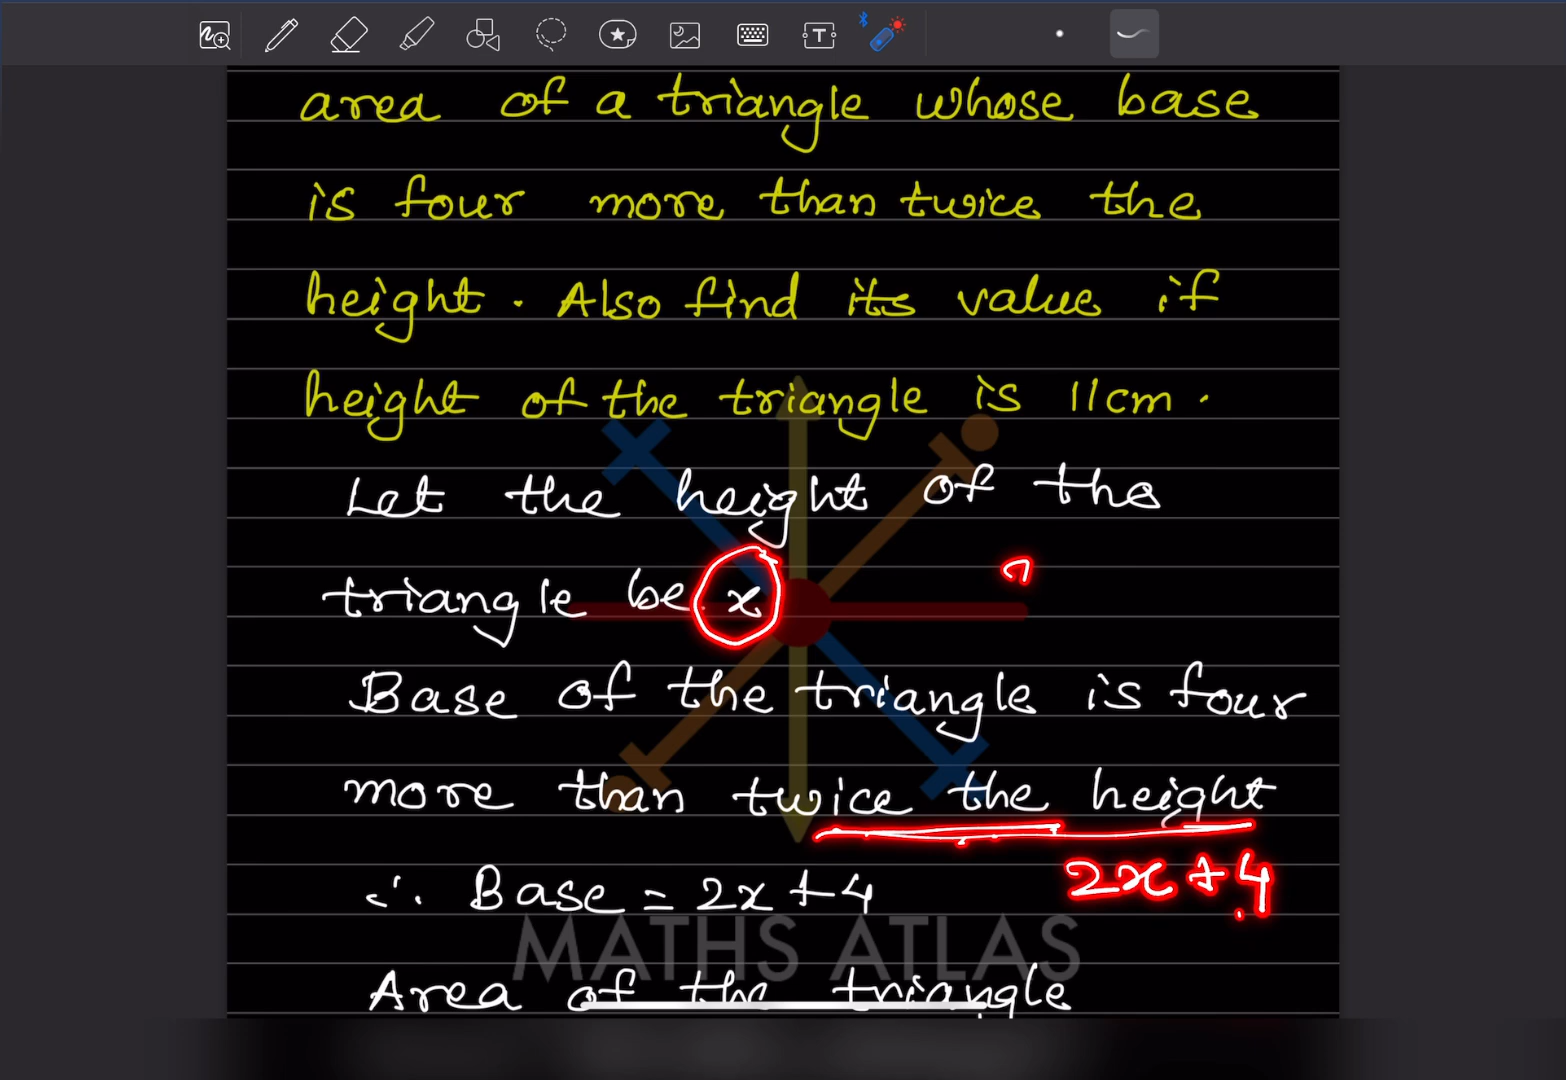 area of a triangle whose base
is four more than twice the
height. Also find its value if
height of the triangle is 11cm.
Let the height of the
triangle be x
Base of the triangle is four
more than twice the height
2x + 4
∴ Base = 2x + 4
MATHS ATLAS
Area of the triangle